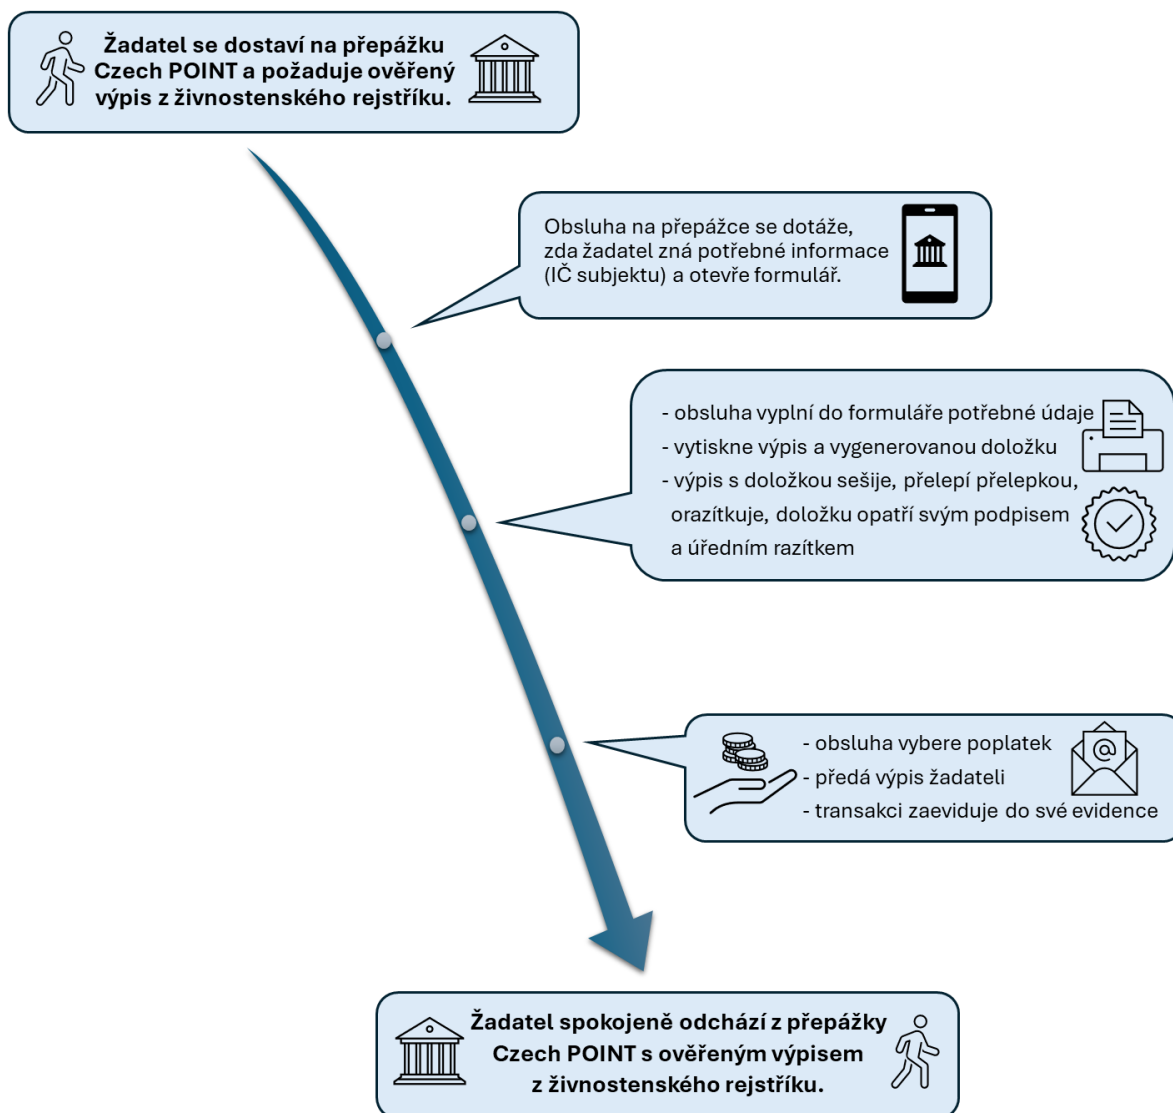 Žadatel se dostaví na přepážku
Czech POINT a požaduje ověřený
výpis z živnostenského rejstříku.
Obsluha na přepážce se dotáže,
zda žadatel zná potřebné informace
(IČ subjektu) a otevře formulář.
- obsluha vyplní do formuláře potřebné údaje
- vytiskne výpis a vygenerovanou doložku
- výpis s doložkou sešije, přelepí přelepkou,
orazítkuje, doložku opatří svým podpisem
a úředním razítkem
- obsluha vybere poplatek
- předá výpis žadateli
- transakci zaeviduje do své evidence
Žadatel spokojeně odchází z přepážky
Czech POINT s ověřeným výpisem
z živnostenského rejstříku.